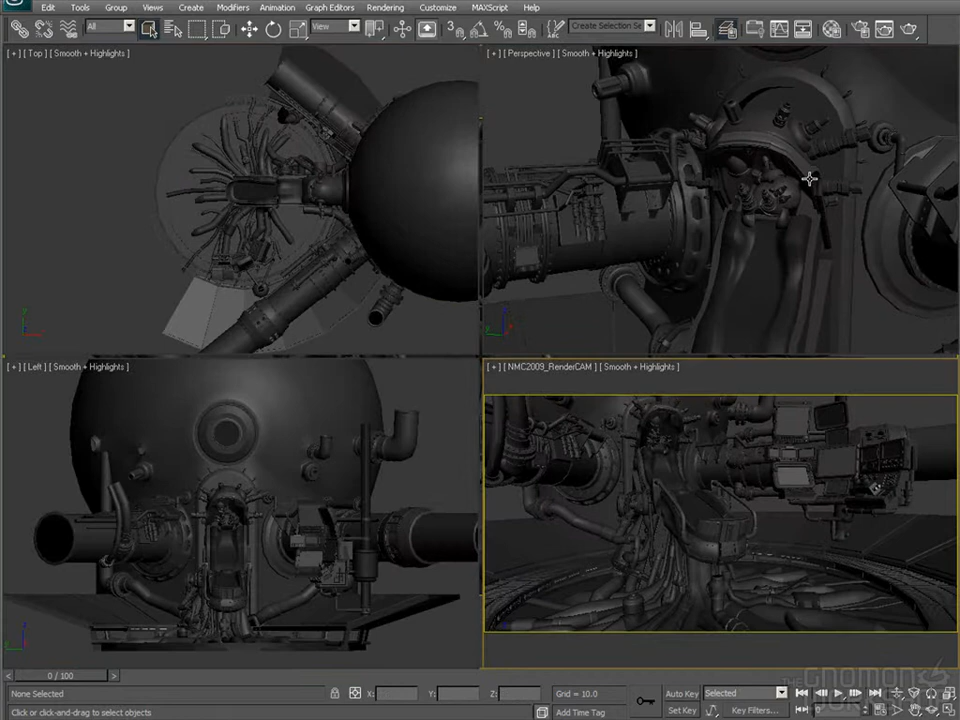 Edit Tools Group Views Create Modifiers Animation Graph Editors Rendering Customize MAXScript Help
All View 3 Create Selection Se
[ + ] [ Top ] [ Smooth + Highlights ]
[ + ] [ Perspective ] [ Smooth + Highlights ]
[ + ] [ Left ] [ Smooth + Highlights ]
[ + ] [ NMC2009_RenderCAM ] [ Smooth + Highlights ]
< 0 / 100 >
None Selected X: Y: Z: Grid = 10.0 Auto Key Selected
Click or click-and-drag to select objects Add Time Tag Set Key Key Filters... 0
THE GNOMON
WORKSHOP